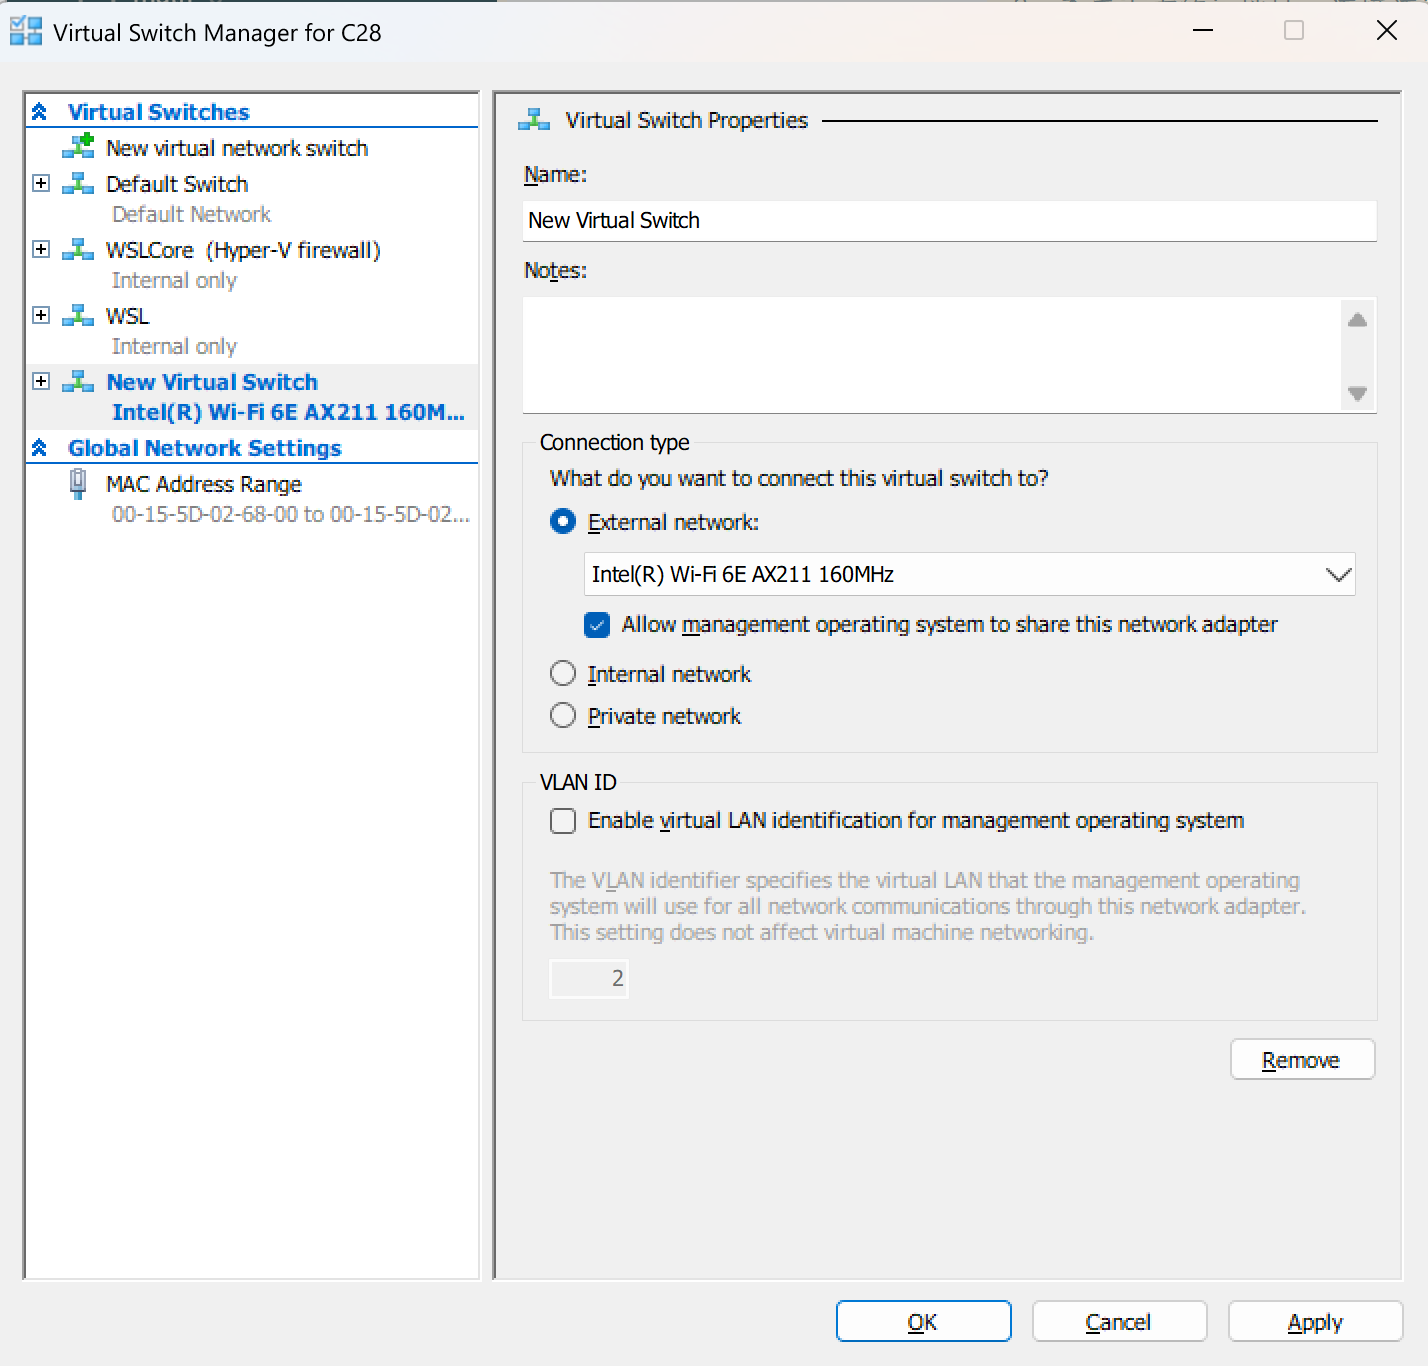 Virtual Switch Manager for C28
Virtual Switches
New virtual network switch
Default Switch
Default Network
WSLCore (Hyper-V firewall)
Internal only
WSL
Internal only
New Virtual Switch
Intel(R) Wi-Fi 6E AX211 160M...
Global Network Settings
MAC Address Range
00-15-5D-02-68-00 to 00-15-5D-02...
Virtual Switch Properties
Name:
New Virtual Switch
Notes:
Connection type
What do you want to connect this virtual switch to?
External network:
Intel(R) Wi-Fi 6E AX211 160MHz
Allow management operating system to share this network adapter
Internal network
Private network
VLAN ID
Enable virtual LAN identification for management operating system
The VLAN identifier specifies the virtual LAN that the management operating
system will use for all network communications through this network adapter.
This setting does not affect virtual machine networking.
2
Remove
OK
Cancel
Apply